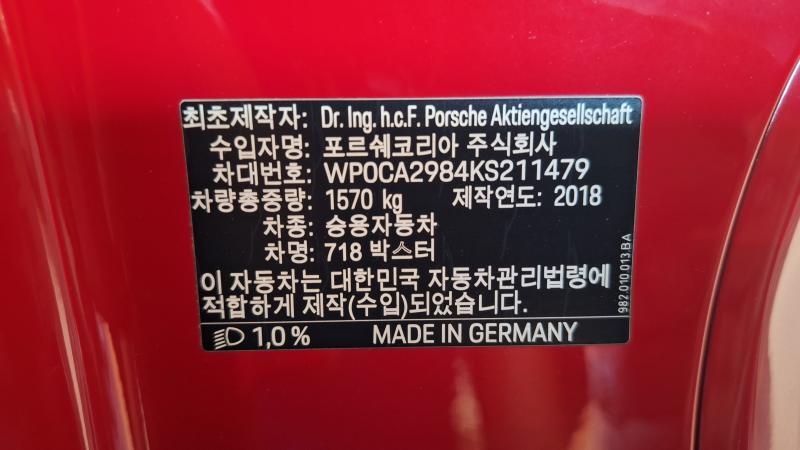 최초제작자: Dr. Ing. h.c.F. Porsche Aktiengesellschaft
수입자명: 포르쉐코리아 주식회사
차대번호: WP0CA2984KS211479
차량총중량: 1570 kg 제작연도: 2018
차종: 승용자동차
차명: 718 박스터
이 자동차는 대한민국 자동차관리법령에
적합하게 제작(수입)되었습니다.
1,0 % MADE IN GERMANY
982.010.013 BA